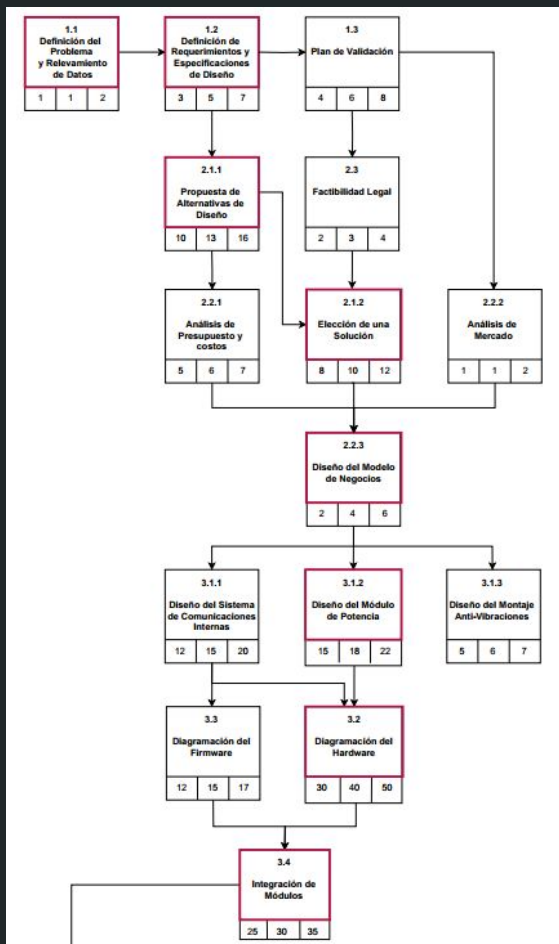 1.1
Definición del
Problema
y Relevamiento
de Datos
1 1 2
1.2
Definición de
Requerimientos y
Especificaciones
de Diseño
3 5 7
1.3
Plan de Validación
4 6 8
2.1.1
Propuesta de
Alternativas de
Diseño
10 13 16
2.3
Factibilidad Legal
2 3 4
2.2.1
Análisis de
Presupuesto y
costos
5 6 7
2.1.2
Elección de una
Solución
8 10 12
2.2.2
Análisis de
Mercado
1 1 2
2.2.3
Diseño del Modelo
de Negocios
2 4 6
3.1.1
Diseño del Sistema
de Comunicaciones
Internas
12 15 20
3.1.2
Diseño del Módulo
de Potencia
15 18 22
3.1.3
Diseño del Montaje
Anti-Vibraciones
5 6 7
3.3
Diagramación del
Firmware
12 15 17
3.2
Diagramación del
Hardware
30 40 50
3.4
Integración de
Módulos
25 30 35